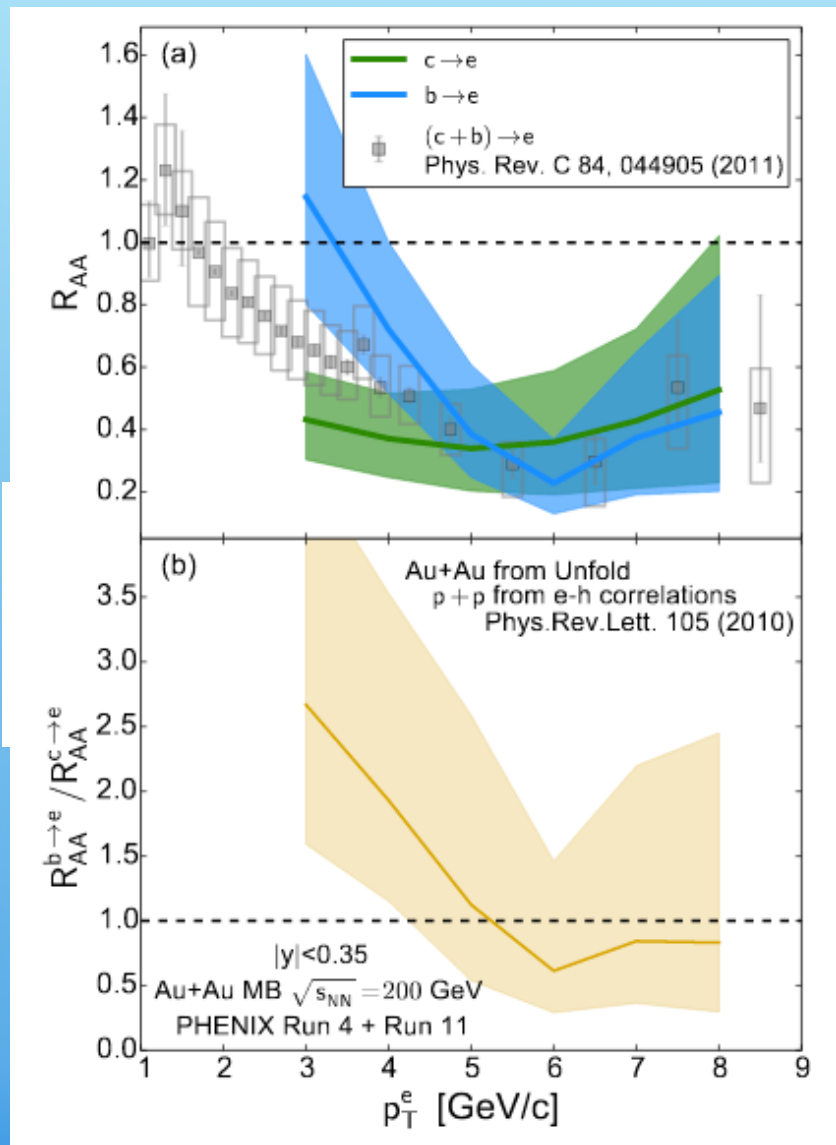 (a)
c → e
b → e
(c + b) → e
Phys. Rev. C 84, 044905 (2011)
R_AA
1.6
1.4
1.2
1.0
0.8
0.6
0.4
0.2
(b)
Au+Au from Unfold
p + p from e-h correlations
Phys.Rev.Lett. 105 (2010)
R_AA^{b→e} / R_AA^{c→e}
3.5
3.0
2.5
2.0
1.5
1.0
0.5
0.0
|y|<0.35
Au+Au MB √s_NN = 200 GeV
PHENIX Run 4 + Run 11
1 2 3 4 5 6 7 8 9
p_T^e [GeV/c]